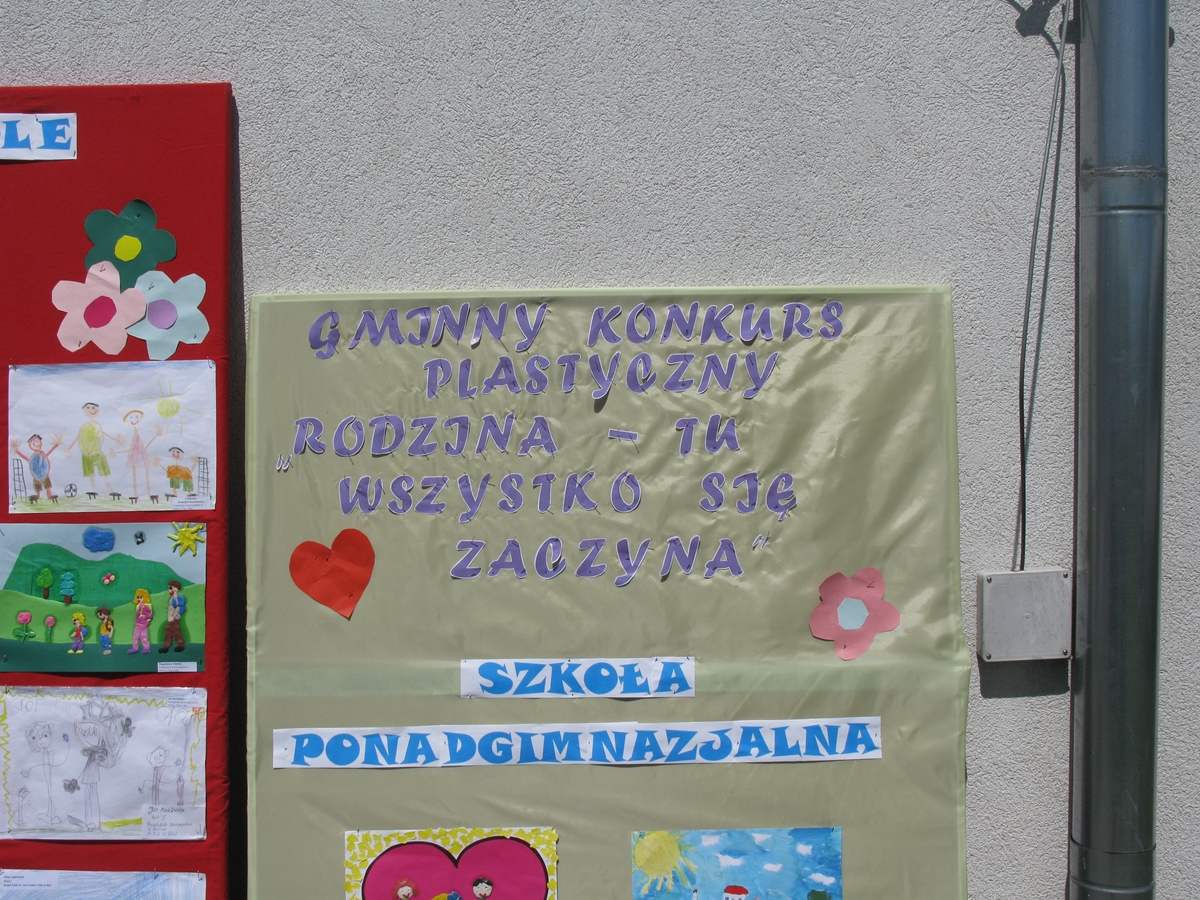 LE
GMINNY KONKURS
PLASTYCZNY
„RODZINA – TU
WSZYSTKO SIĘ
ZACZYNA"
SZKOŁA
PONADGIMNAZJALNA